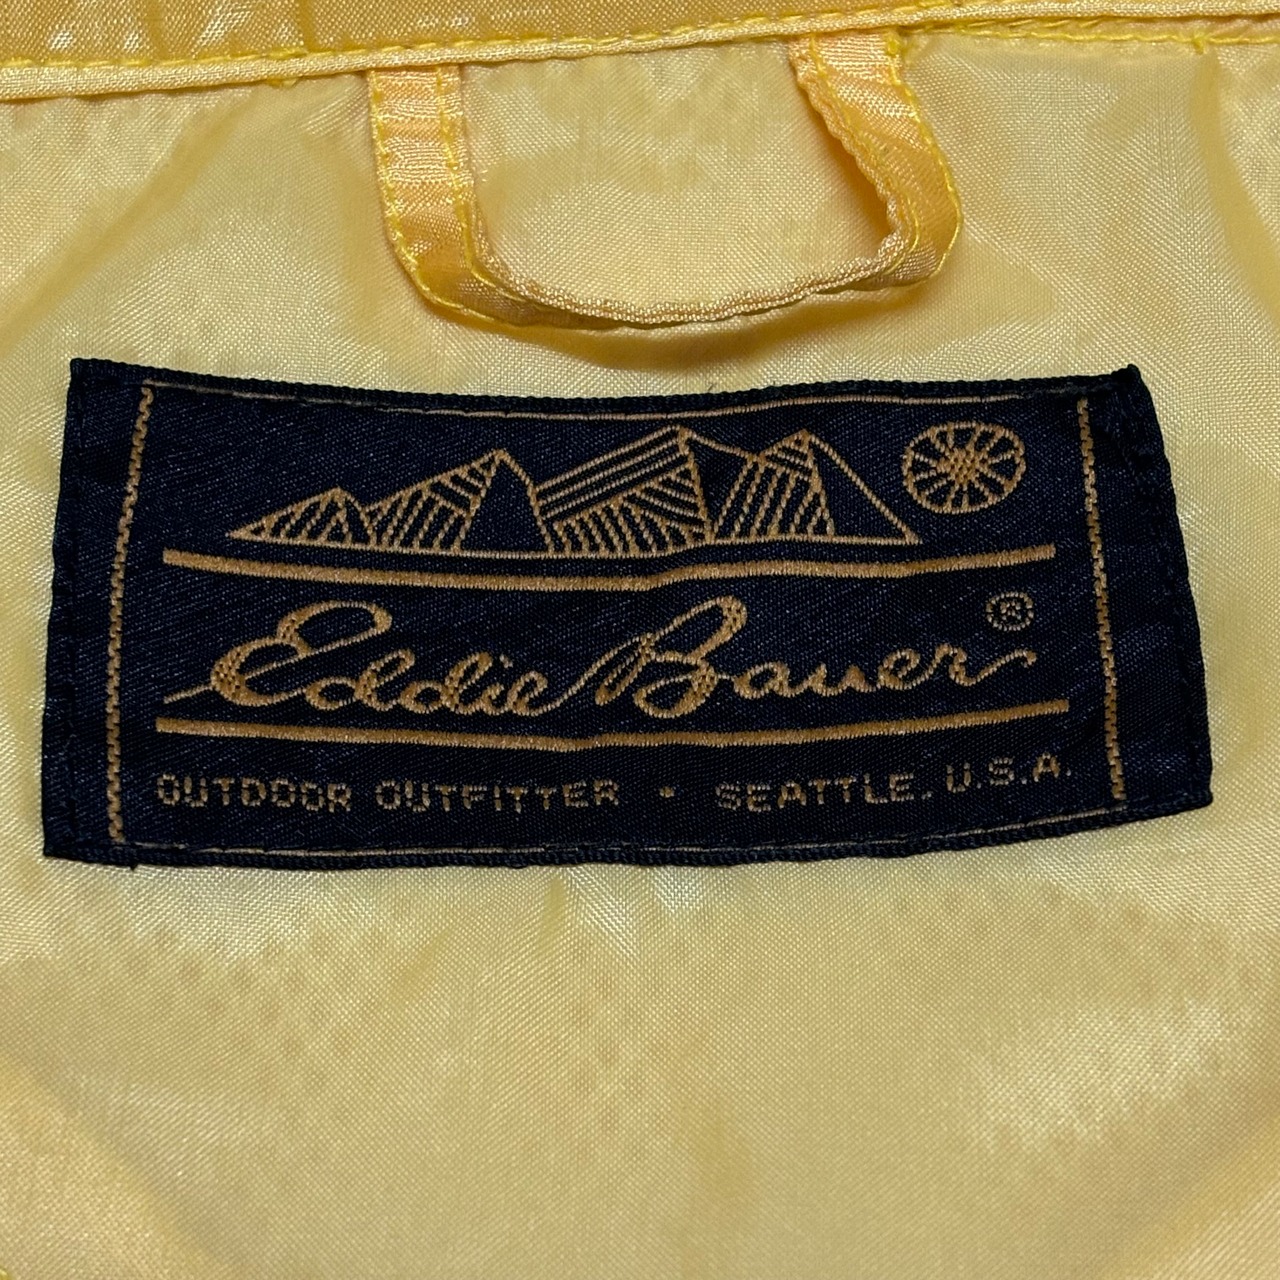 Eddie Bauer®
OUTDOOR OUTFITTER • SEATTLE, U.S.A.